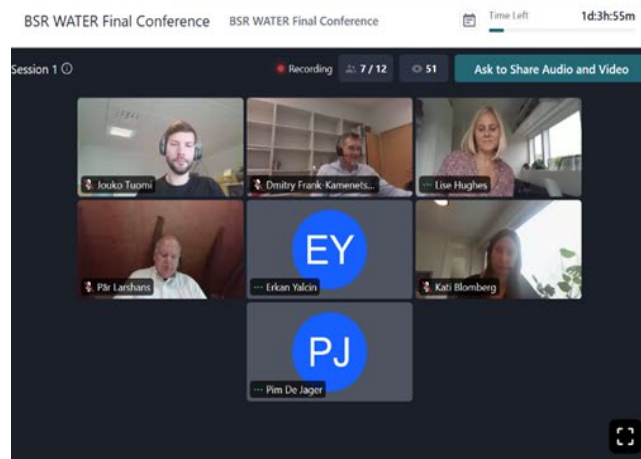 BSR WATER Final Conference BSR WATER Final Conference Time Left 1d:3h:55m
Session 1 Recording 7 / 12 51 Ask to Share Audio and Video
Jouko Tuomi Dmitry Frank-Kamenets... Lise Hughes
Pär Larshans EY Erkan Yalcin Kati Blomberg
PJ
Pim De Jager